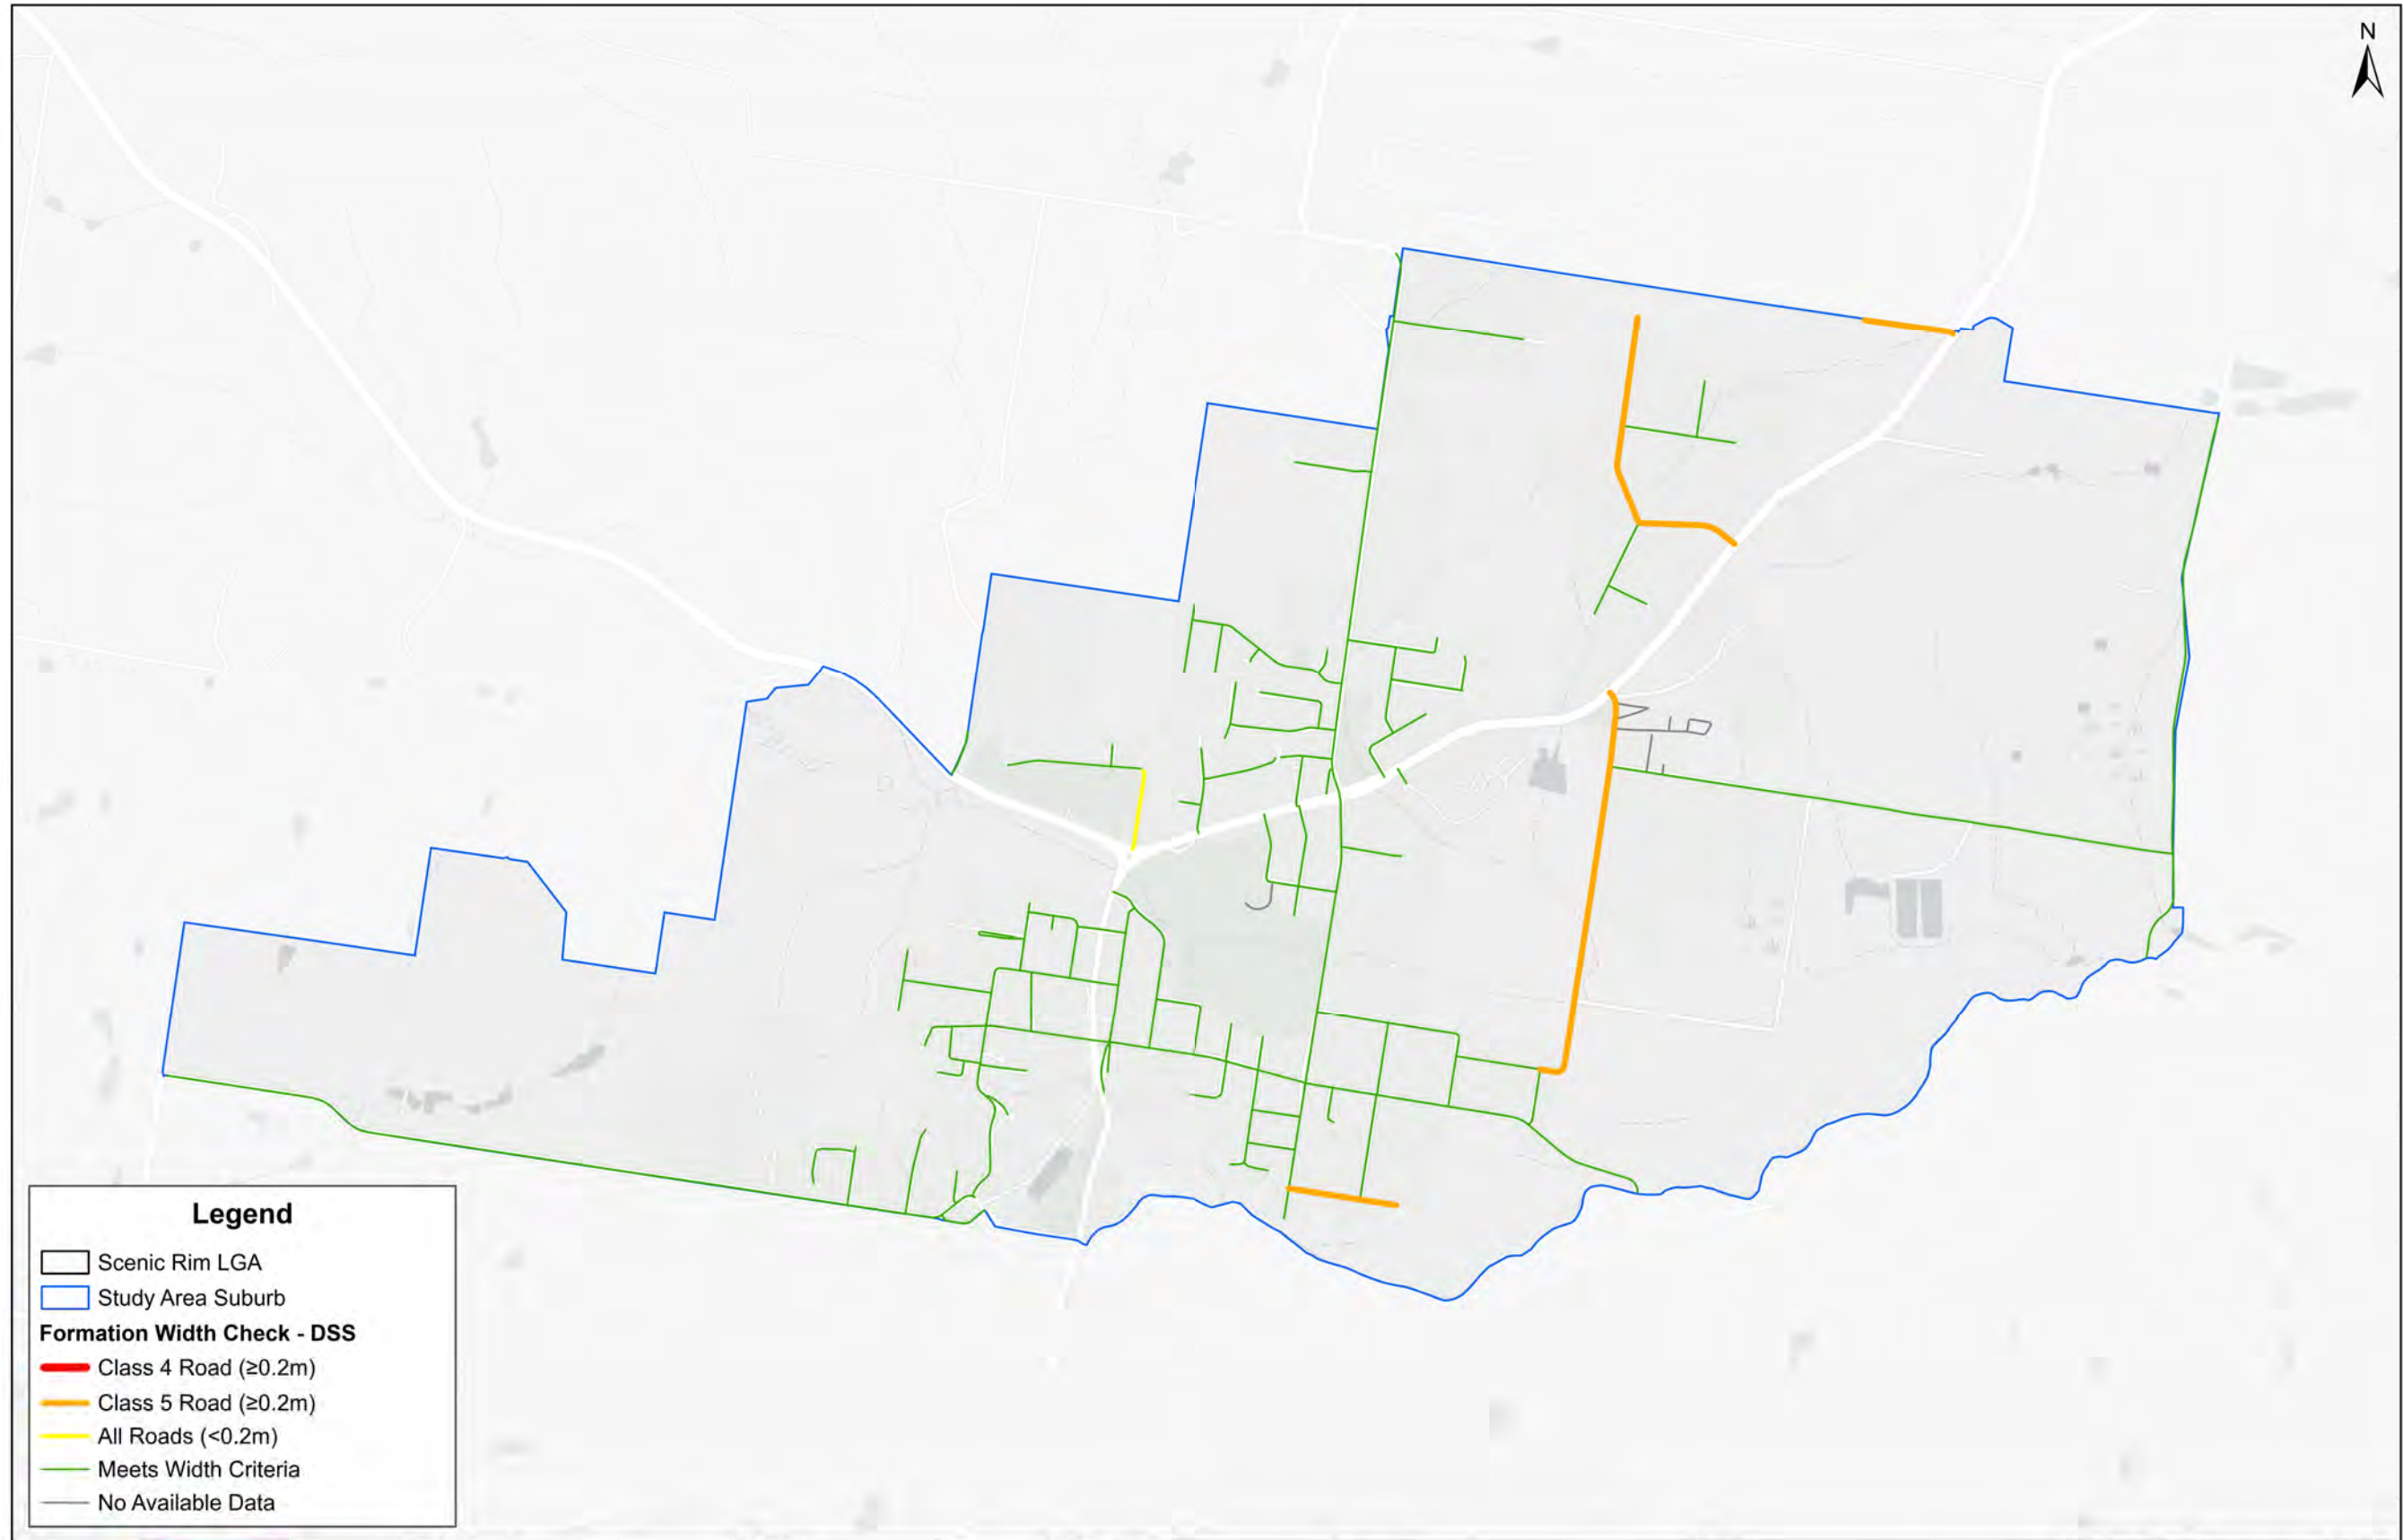 N
Legend
Scenic Rim LGA
Study Area Suburb
Formation Width Check - DSS
Class 4 Road (≥0.2m)
Class 5 Road (≥0.2m)
All Roads (<0.2m)
Meets Width Criteria
No Available Data